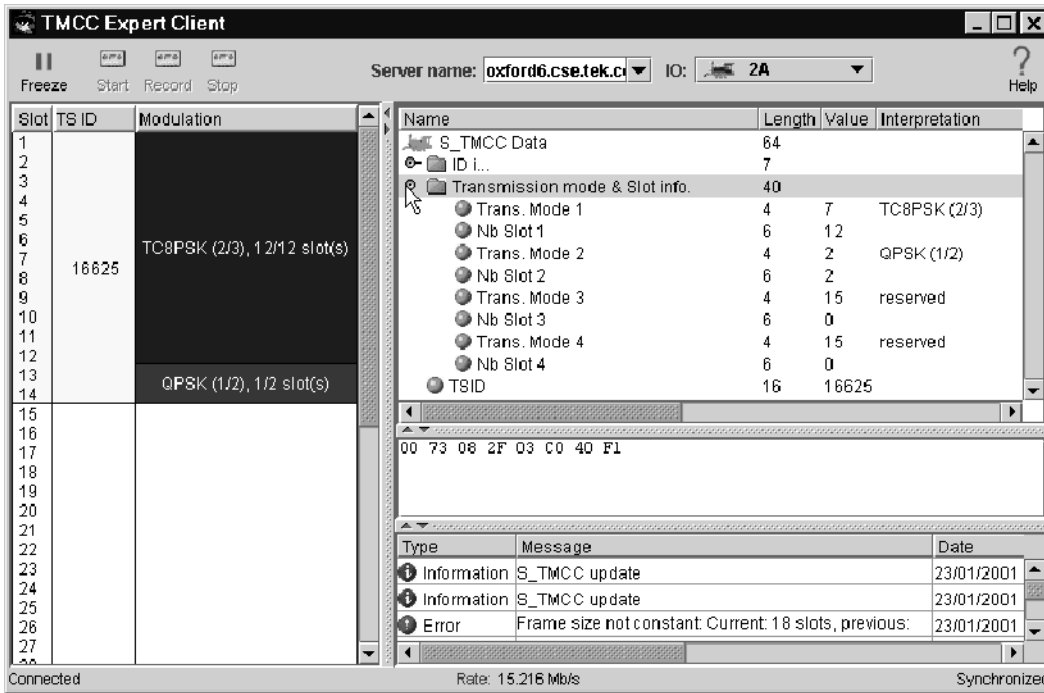 TMCC Expert Client
Freeze Start Record Stop
Server name: oxford6.cse.tek.c
IO: 2A
Help
Slot TS ID Modulation
1
2
3
4
5
6
7
8
9
10
11
12
13
14
15
16
17
18
19
20
21
22
23
24
25
26
27
16625
TC8PSK (2/3), 12/12 slot(s)
QPSK (1/2), 1/2 slot(s)
Name Length Value Interpretation
S_TMCC Data 64
ID i... 7
Transmission mode & Slot info. 40
Trans. Mode 1 4 7 TC8PSK (2/3)
Nb Slot 1 6 12
Trans. Mode 2 4 2 QPSK (1/2)
Nb Slot 2 6 2
Trans. Mode 3 4 15 reserved
Nb Slot 3 6 0
Trans. Mode 4 4 15 reserved
Nb Slot 4 6 0
TSID 16 16625
00 73 08 2F 03 C0 40 F1
Type Message Date
Information S_TMCC update 23/01/2001
Information S_TMCC update 23/01/2001
Error Frame size not constant: Current: 18 slots, previous: 23/01/2001
Connected Rate: 15.216 Mb/s Synchronized